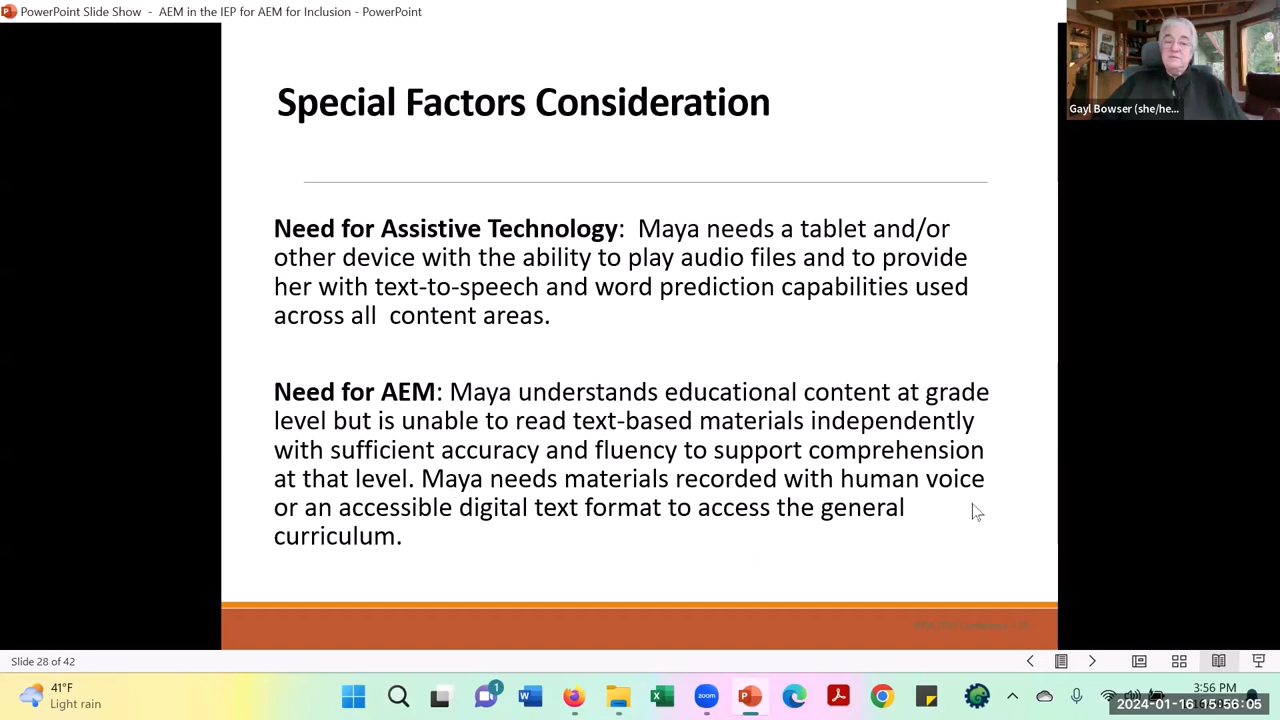 PowerPoint Slide Show - AEM in the IEP for AEM for Inclusion - PowerPoint
Gayl Bowser (she/he...
Special Factors Consideration
Need for Assistive Technology:  Maya needs a tablet and/or
other device with the ability to play audio files and to provide
her with text-to-speech and word prediction capabilities used
across all  content areas.
Need for AEM: Maya understands educational content at grade
level but is unable to read text-based materials independently
with sufficient accuracy and fluency to support comprehension
at that level. Maya needs materials recorded with human voice
or an accessible digital text format to access the general
curriculum.
Slide 28 of 42
41°F
Light rain
1
zoom
3:56 PM
2024-01-16 15:56:05